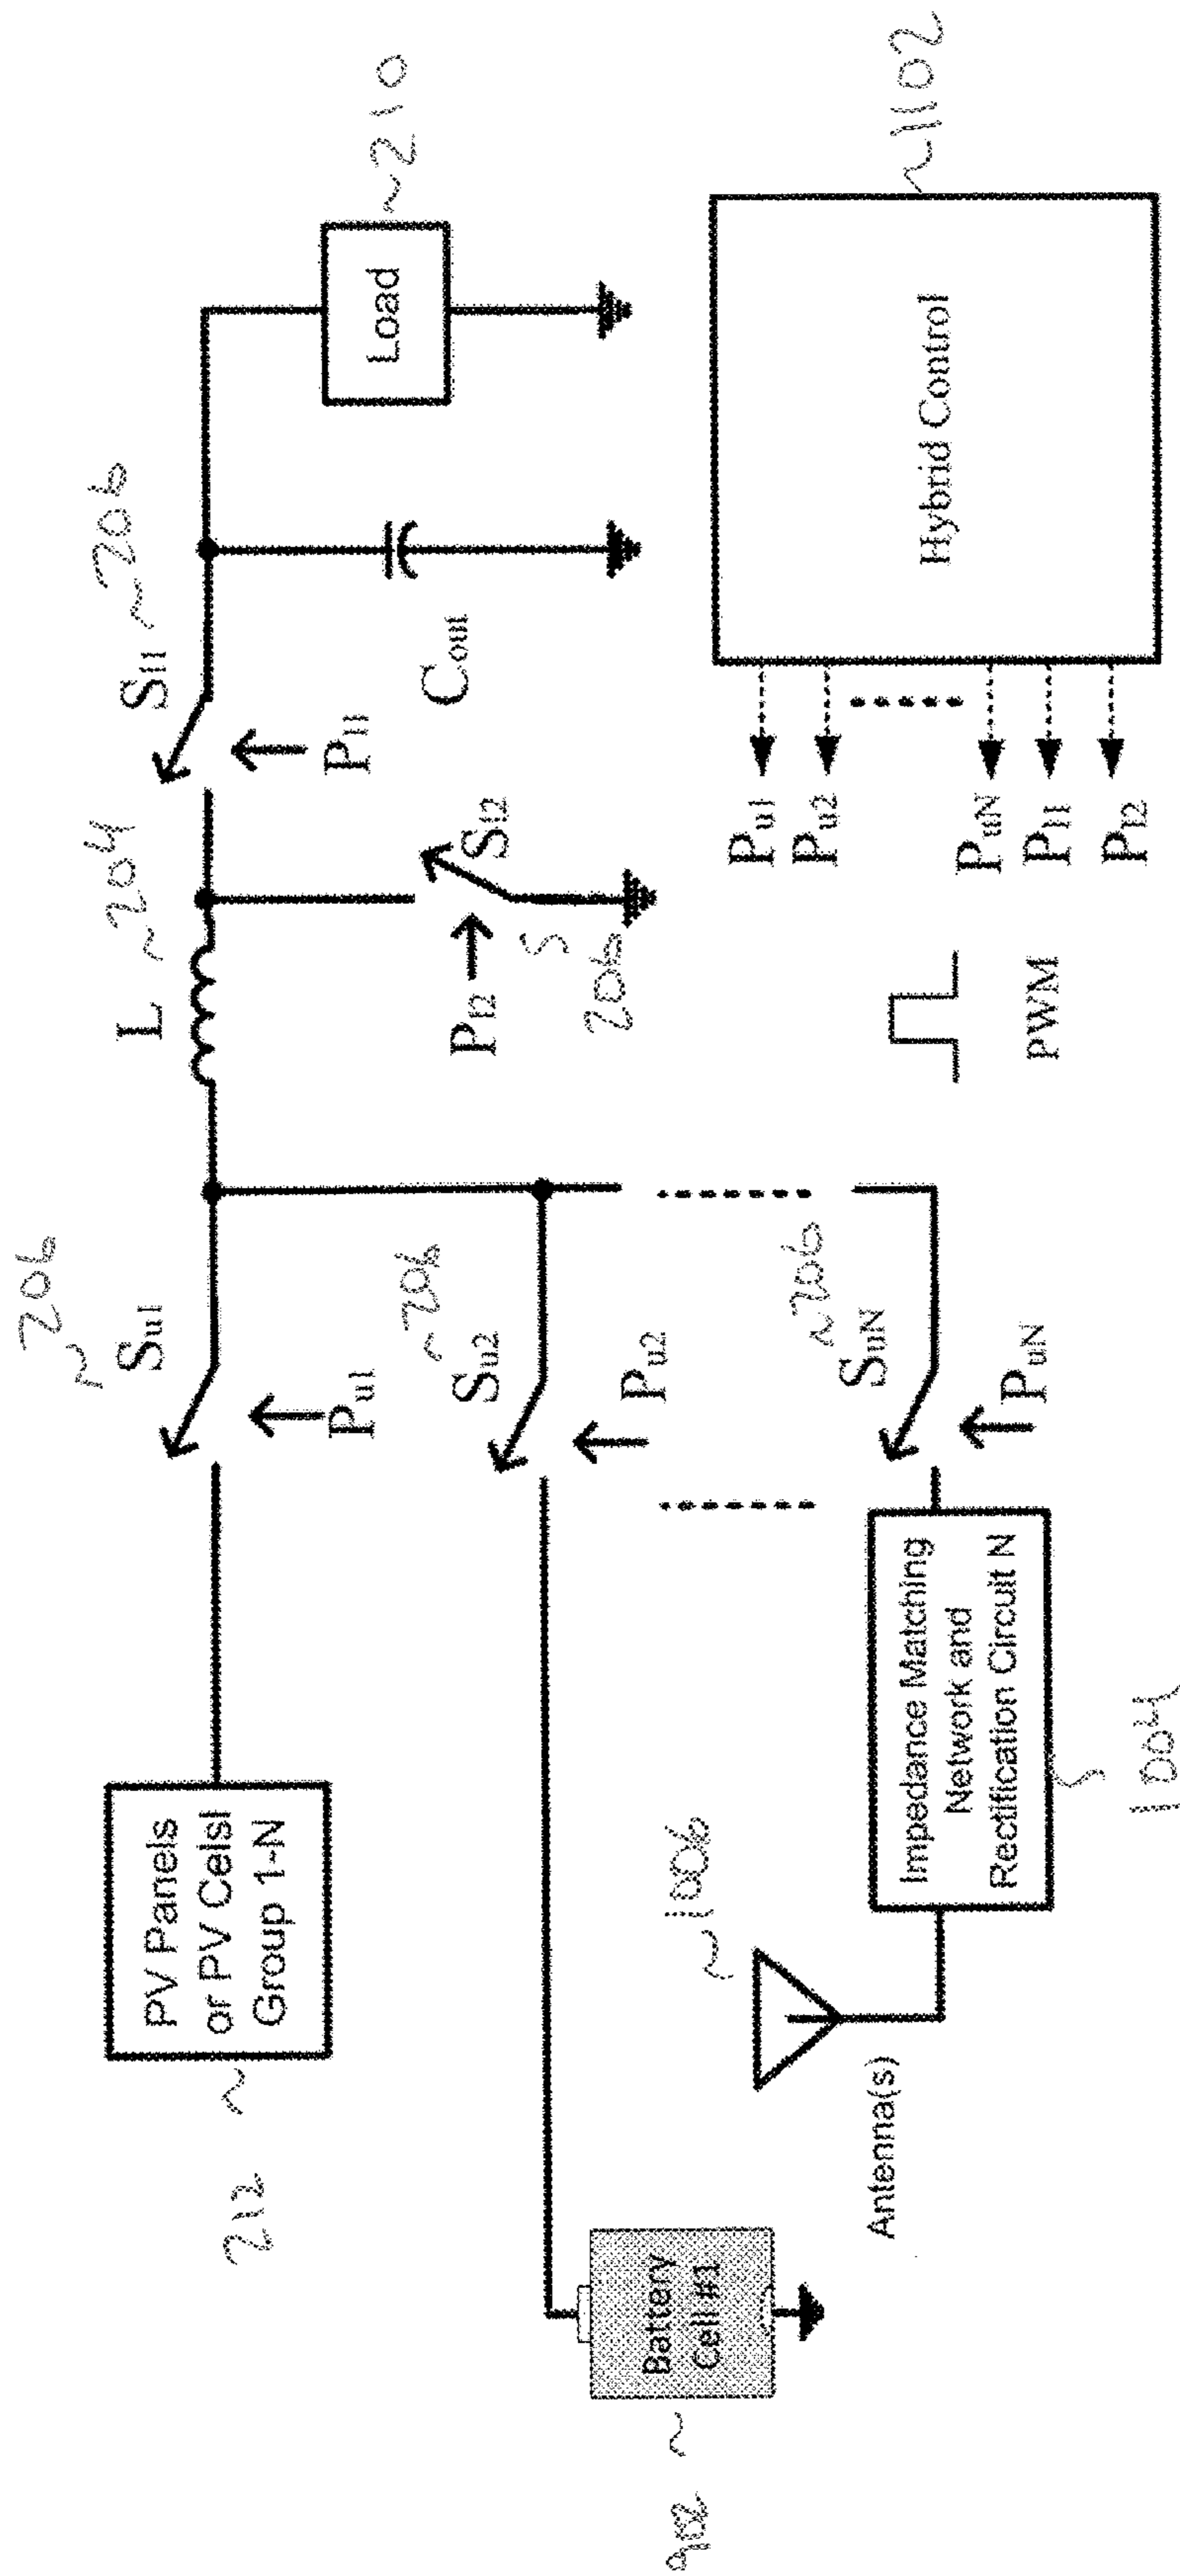 ~206
~204
~206
~210
Su1
L
Sl1
PV Panels
or PV Celsl
Group 1-N
212 ~
Pu1
Pl1
Load
~206
Su2
Pu2
Pl2
Sl2
206
Cout
Battery
Cell #1
902 ~
~1006
Antenna(s)
~206
SuN
PuN
Impedance Matching
Network and
Rectification Circuit N
1004
PWM
Pu1
Pu2
PuN
Pl1
Pl2
Hybrid Control
~1102